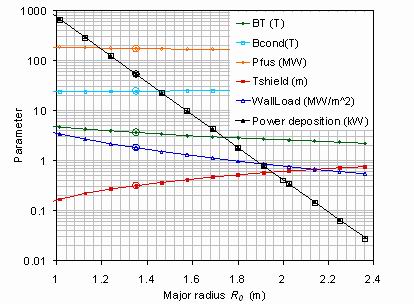 1000
100
10
1
0.1
0.01
Parameter
BT (T)
Bcond(T)
Pfus (MW)
Tshield (m)
WallLoad (MW/m^2)
Power deposition (kW)
1 1.2 1.4 1.6 1.8 2 2.2 2.4
Major radius R₀ (m)